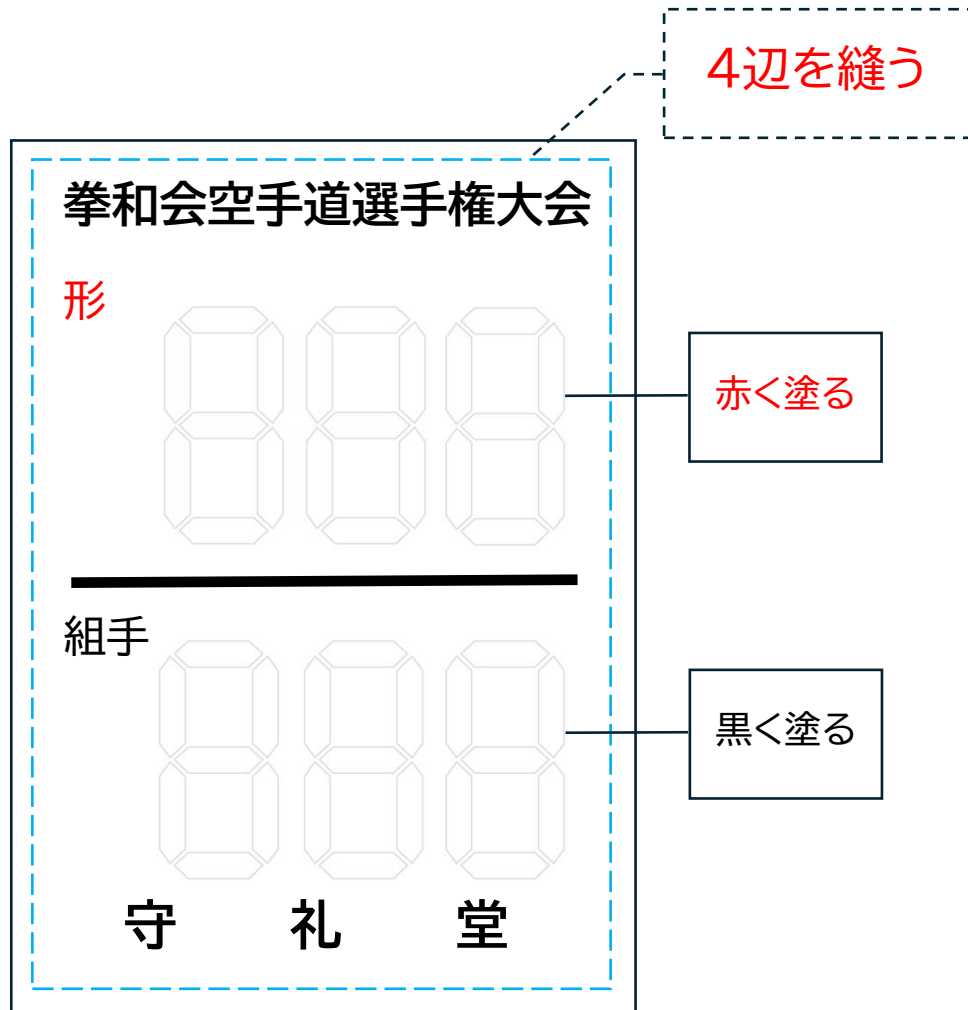 4辺を縫う
拳和会空手道選手権大会
形
赤く塗る
組手
黒く塗る
守 礼 堂